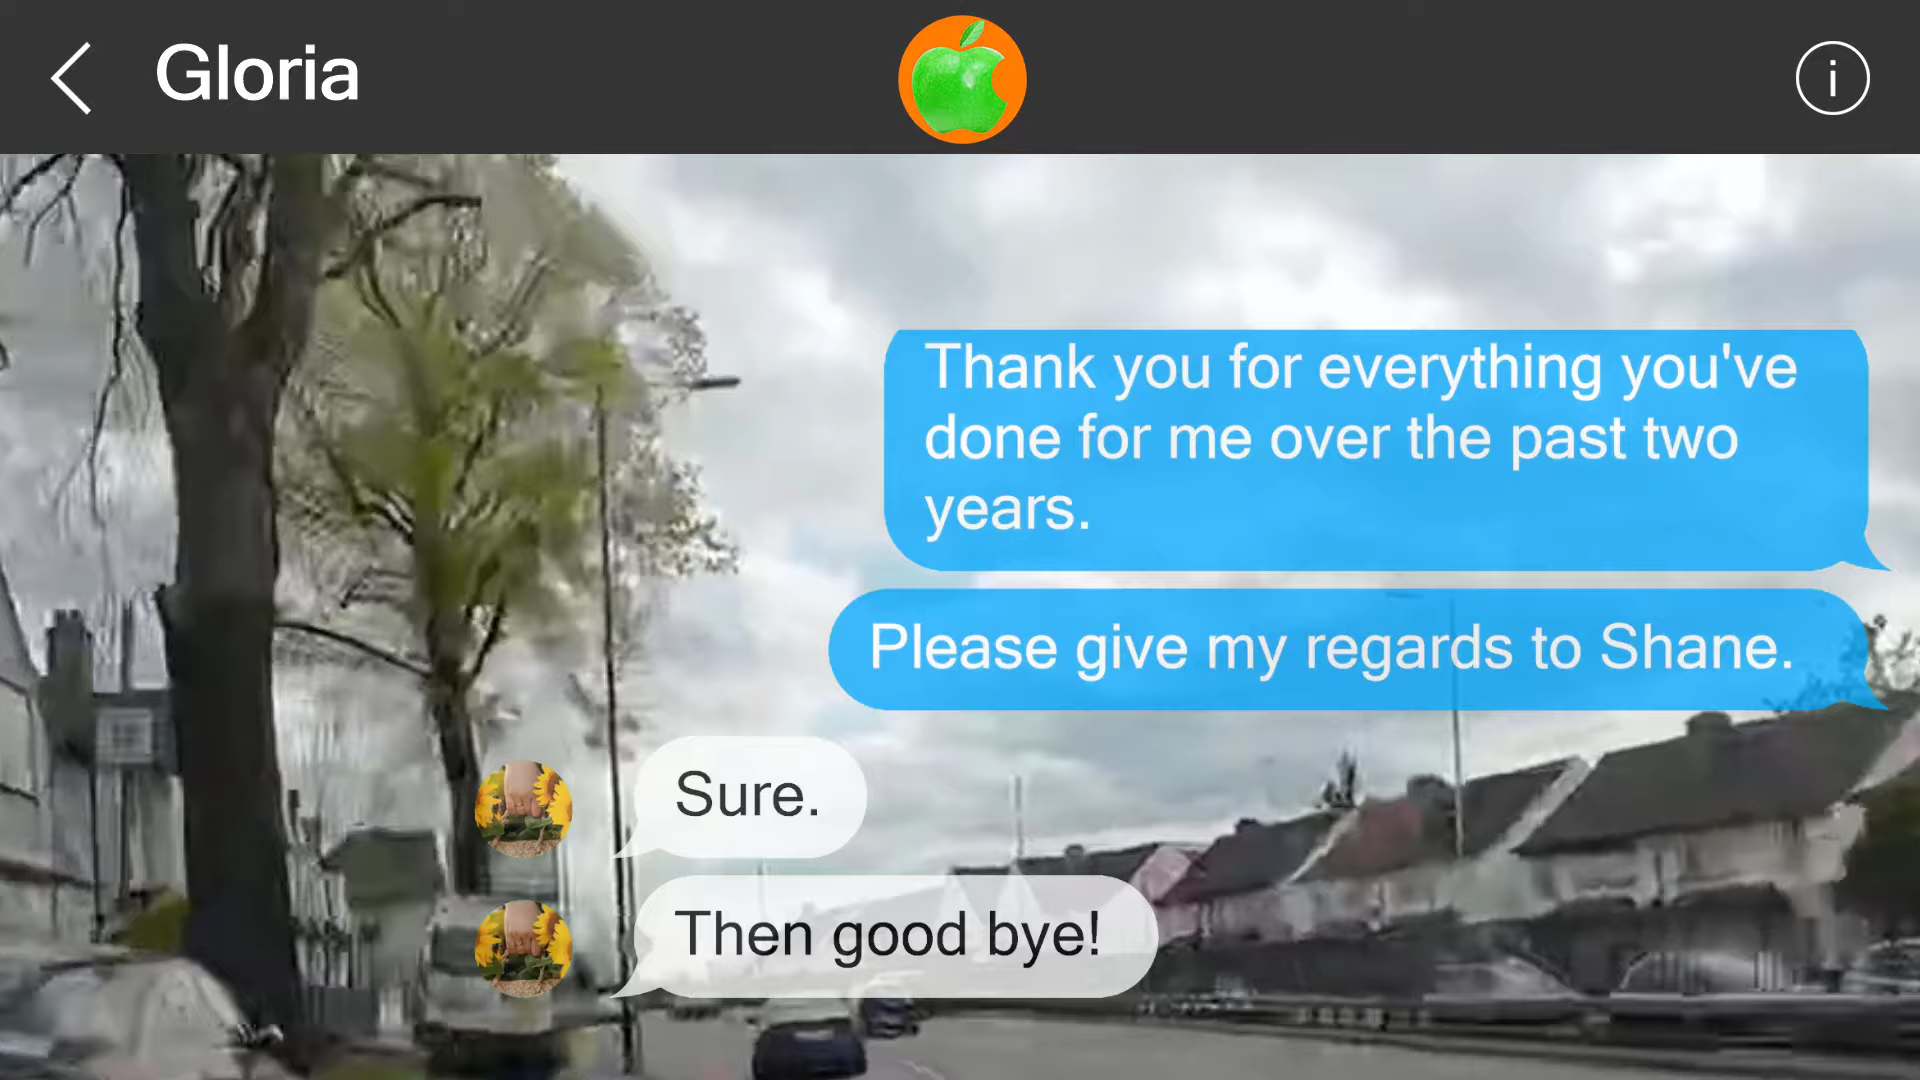 Gloria
Thank you for everything you've
done for me over the past two
years.
Please give my regards to Shane.
Sure.
Then good bye!